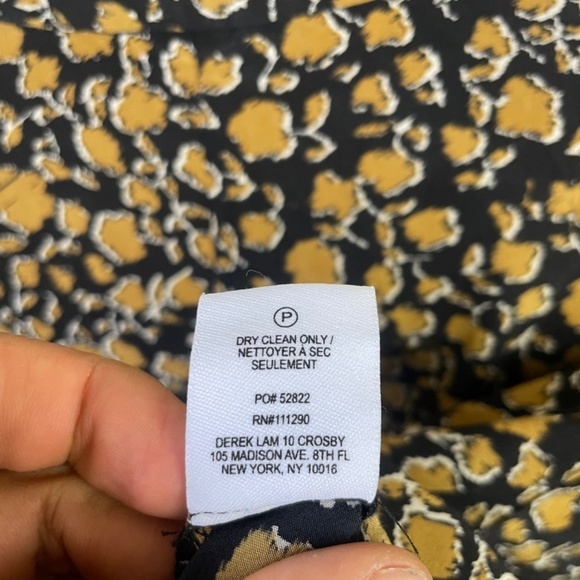 P
DRY CLEAN ONLY /
NETTOYER À SEC
SEULEMENT
PO# 52822
RN#111290
DEREK LAM 10 CROSBY
105 MADISON AVE. 8TH FL
NEW YORK, NY 10016